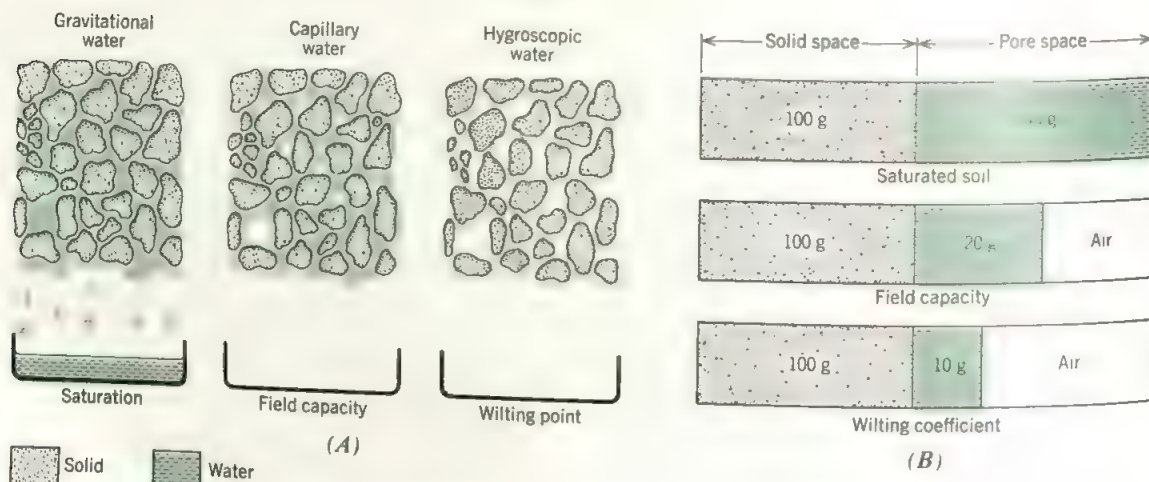 Gravitational
water
Capillary
water
Hygroscopic
water
Saturation
Field capacity
Wilting point
(A)
Solid
Water
Solid space
Pore space
100 g
g
Saturated soil
100 g
20 g
Air
Field capacity
100 g
10 g
Air
Wilting coefficient
(B)